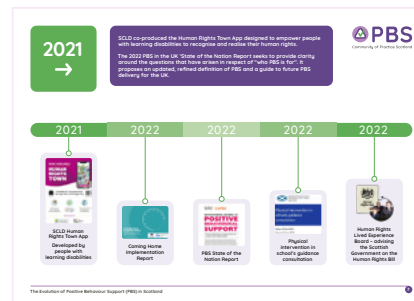 2021
SCLD co-produced the Human Rights Town App designed to empower people
with learning disabilities to recognise and realise their human rights.
The 2022 PBS in the UK 'State of the Nation Report' seeks to provide clarity
around the questions that have arisen in respect of "who PBS is for". It
proposes an updated, refined definition of PBS and a guide to future PBS
delivery for the UK.
PBS
Community of Practice Scotland
2021
2022
2022
2022
2022
HUMAN
RIGHTS
TOWN
SCLD Human
Rights Town App
Developed by
people with
learning disabilities
Coming Home
Implementation
Report
POSITIVE
SUPPORT
PBS State of the
Nation Report
Physical
intervention in
school's guidance
consultation
Human Rights
Lived Experience
Board – advising
the Scottish
Government on the
Human Rights Bill
The Evolution of Positive Behaviour Support (PBS) in Scotland